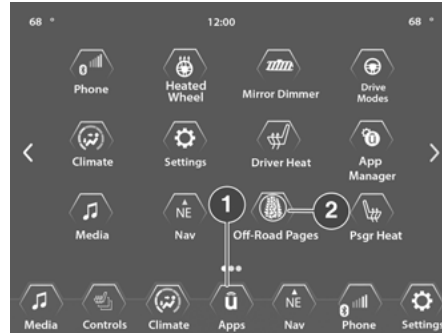 68 ° 12:00 68 °
Phone Heated Wheel Mirror Dimmer Drive Modes
Climate Settings Driver Heat App Manager
NE
1 2
Media Nav Off-Road Pages Psgr Heat
NE
Media Controls Climate Apps Nav Phone Settings